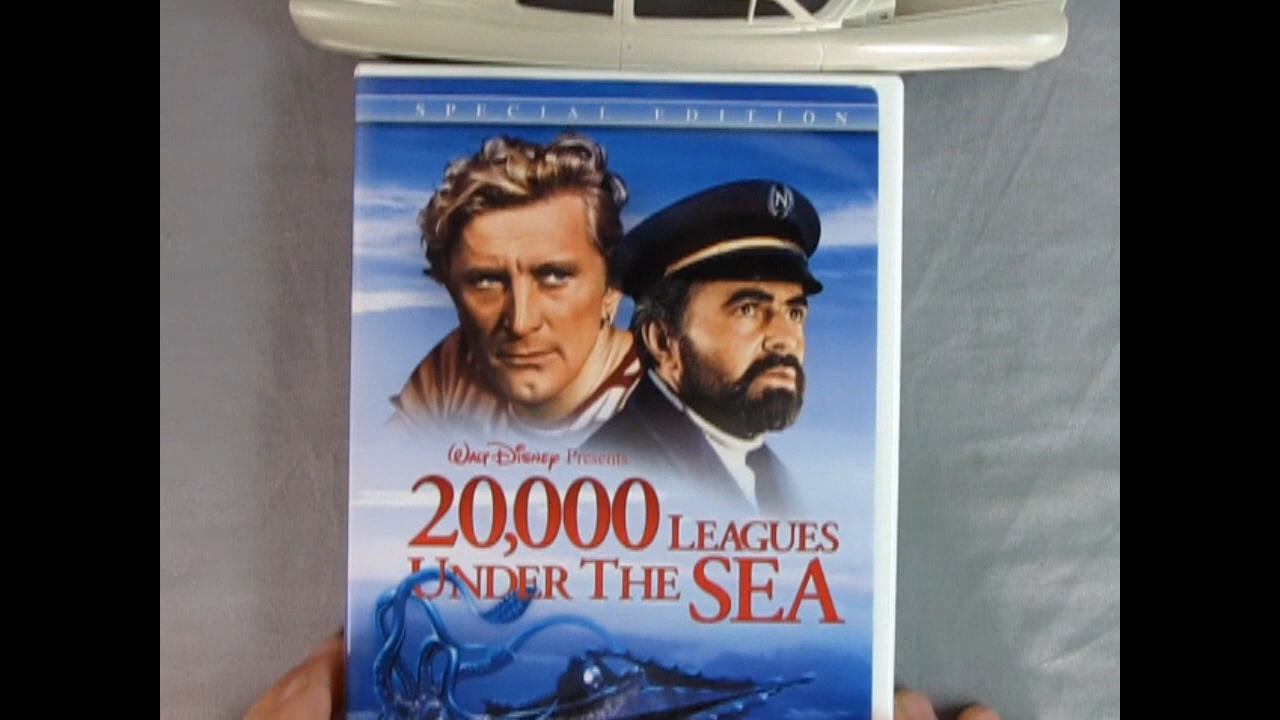 SPECIAL EDITION
N
WALT DISNEY Presents
20,000 LEAGUES
UNDER THE SEA